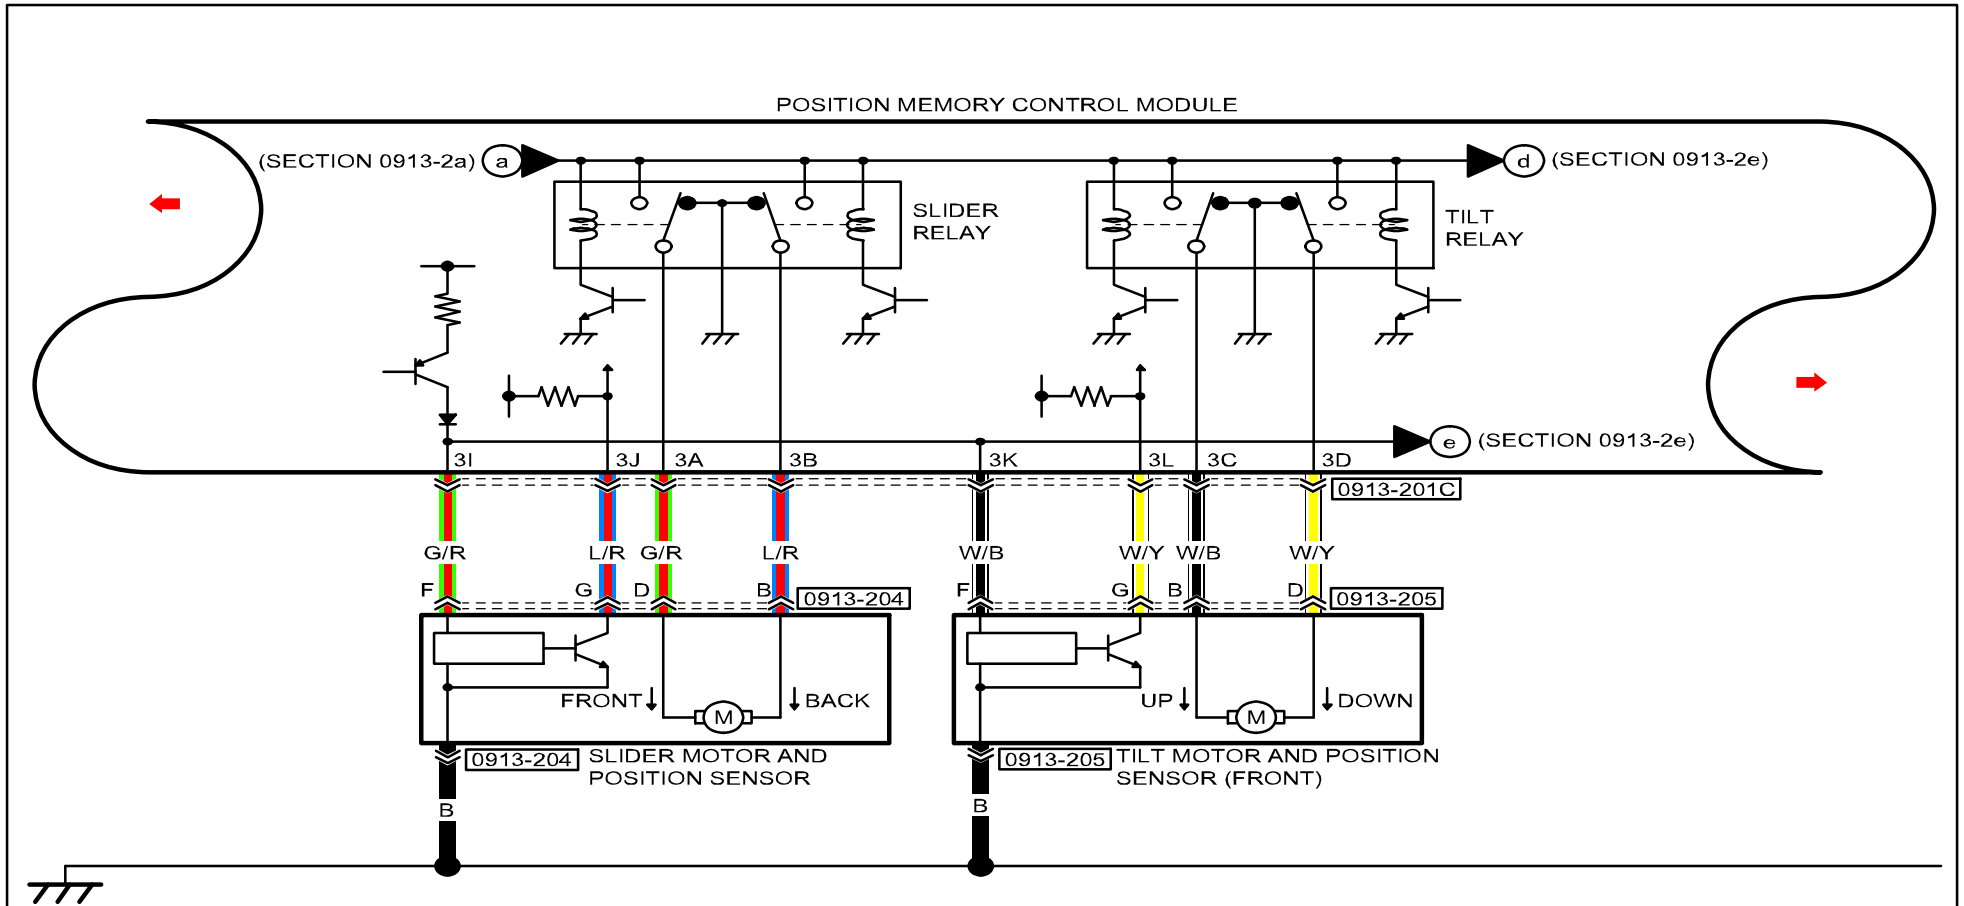 POSITION MEMORY CONTROL MODULE
(SECTION 0913-2a) a
d (SECTION 0913-2e)
SLIDER
RELAY
TILT
RELAY
e (SECTION 0913-2e)
3I 3J 3A 3B 3K 3L 3C 3D
0913-201C
G/R L/R G/R L/R W/B W/Y W/B W/Y
F G D B 0913-204 F G B D 0913-205
FRONT BACK UP DOWN
M M
0913-204 SLIDER MOTOR AND
POSITION SENSOR
0913-205 TILT MOTOR AND POSITION
SENSOR (FRONT)
B B